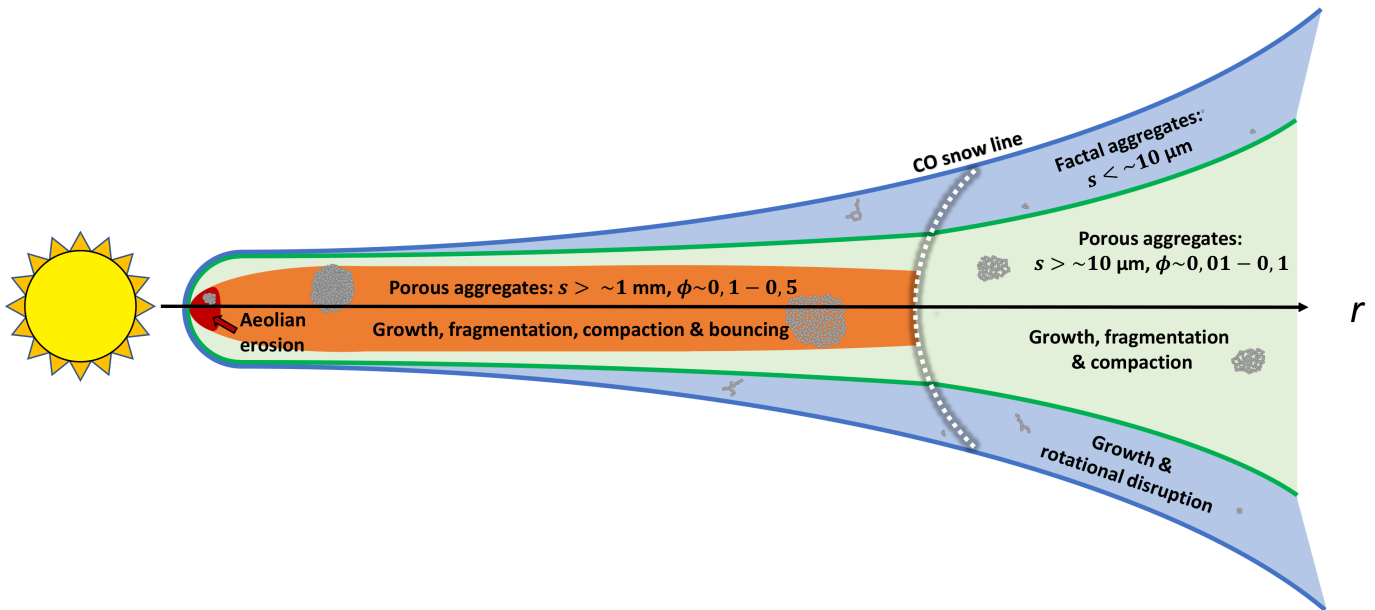 CO snow line
Factal aggregates:
s < ~10 μm
Porous aggregates:
s > ~10 μm, ϕ~0, 01 − 0, 1
Porous aggregates: s > ~1 mm, ϕ~0, 1 − 0, 5
r
Aeolian
erosion
Growth, fragmentation, compaction & bouncing
Growth, fragmentation
& compaction
Growth &
rotational disruption